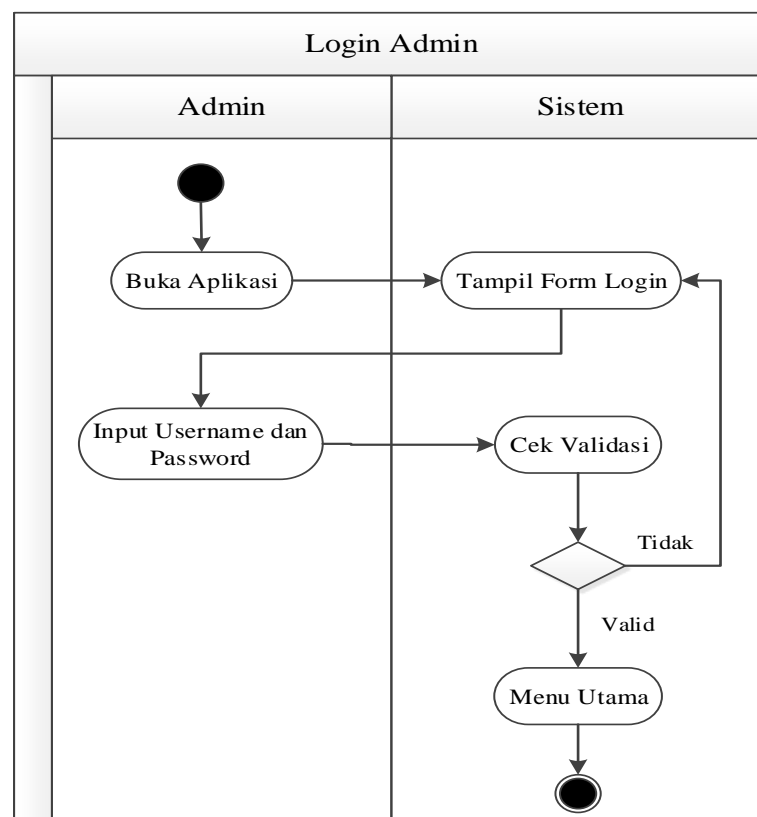 Login Admin
Admin
Sistem
Buka Aplikasi
Tampil Form Login
Input Username dan
Password
Cek Validasi
Tidak
Valid
Menu Utama